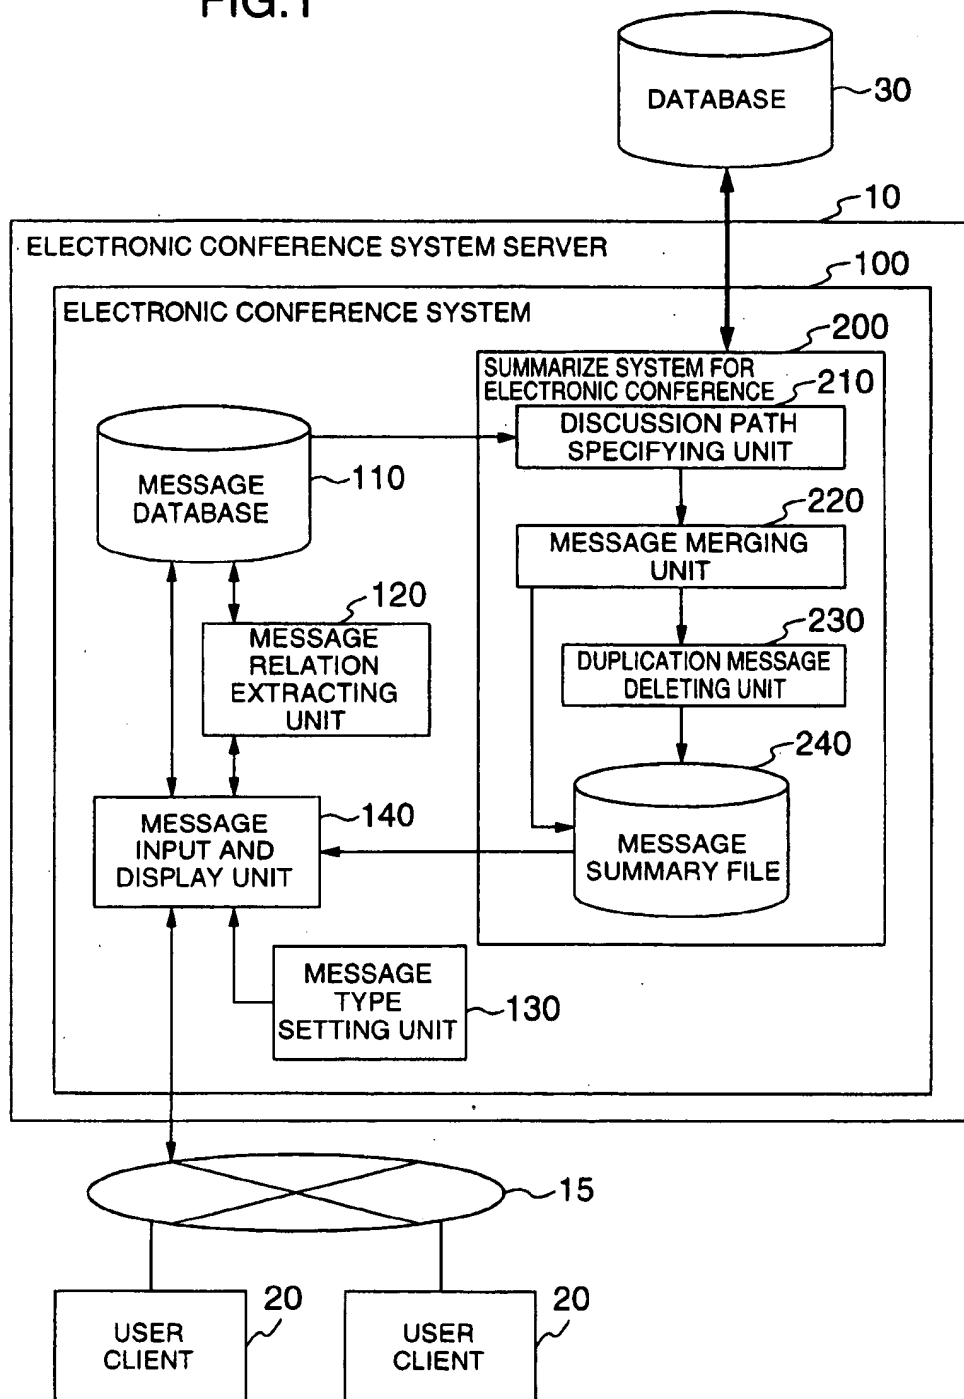 FIG.1
DATABASE
30
10
ELECTRONIC CONFERENCE SYSTEM SERVER
100
ELECTRONIC CONFERENCE SYSTEM
200
SUMMARIZE SYSTEM FOR
ELECTRONIC CONFERENCE
210
DISCUSSION PATH
SPECIFYING UNIT
MESSAGE
DATABASE
110
220
MESSAGE MERGING
UNIT
120
MESSAGE
RELATION
EXTRACTING
UNIT
230
DUPLICATION MESSAGE
DELETING UNIT
240
MESSAGE
SUMMARY FILE
MESSAGE
INPUT AND
DISPLAY UNIT
140
MESSAGE
TYPE
SETTING UNIT
130
15
20
USER
CLIENT
20
USER
CLIENT